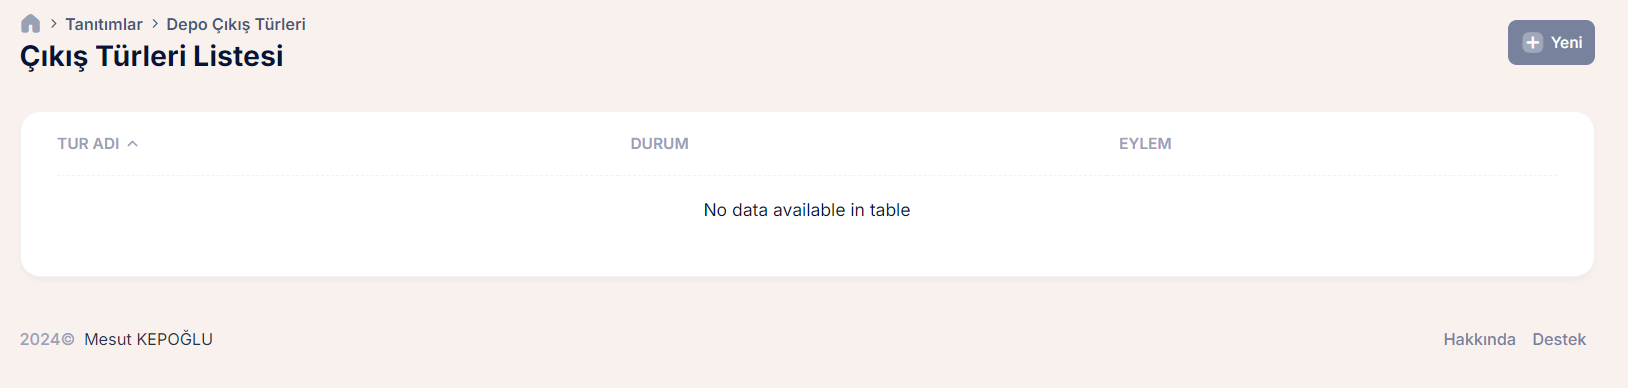 Tanıtımlar > Depo Çıkış Türleri
Çıkış Türleri Listesi
Yeni
TUR ADI DURUM EYLEM
No data available in table
2024© Mesut KEPOĞLU Hakkında Destek